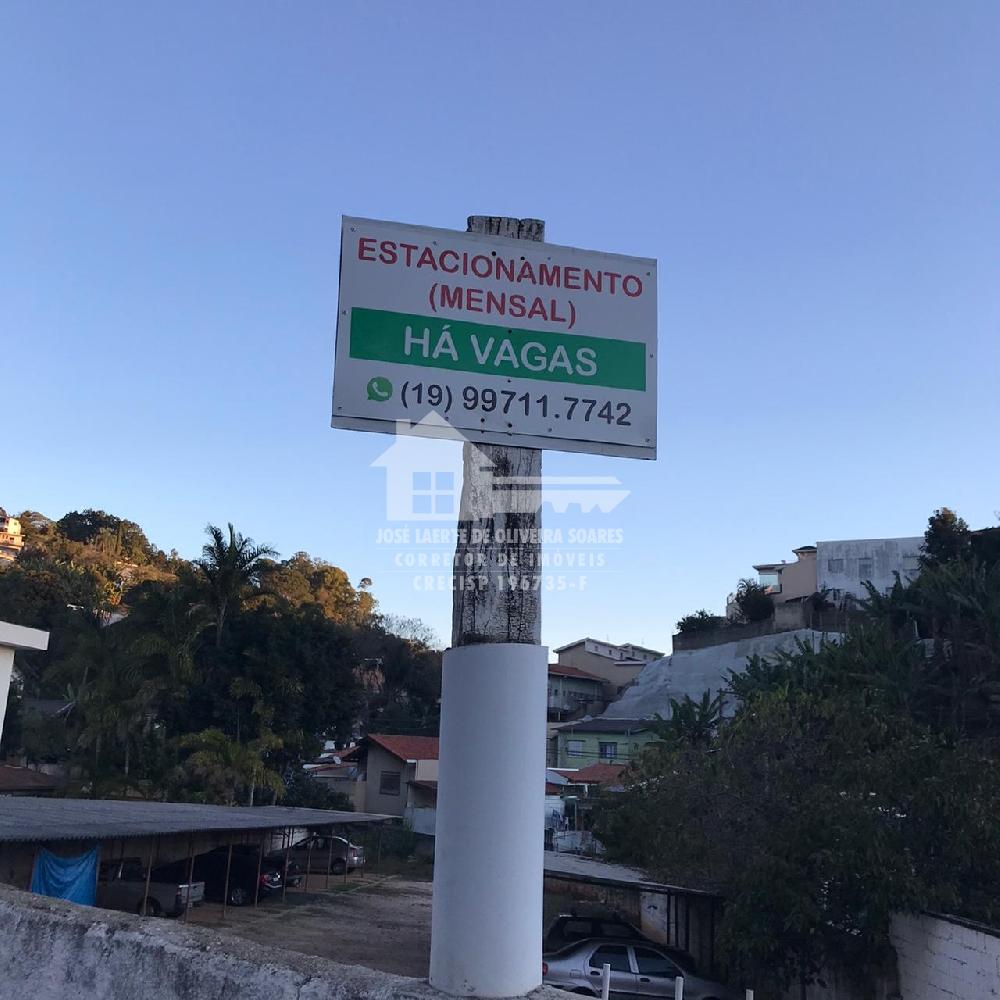 ESTACIONAMENTO
(MENSAL)
HÁ VAGAS
(19) 99711.7742
JOSÉ LAERTE DE OLIVEIRA SOARES
CORRETOR DE IMÓVEIS
CRECISP 196735-F